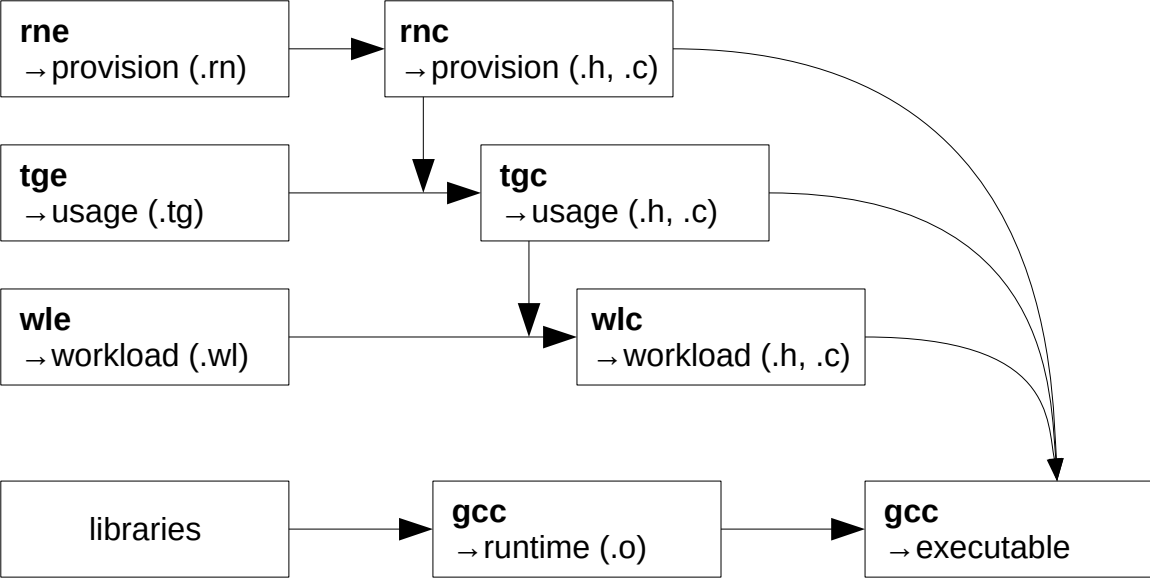 rne
→provision (.rn)
rnc
→provision (.h, .c)
tge
→usage (.tg)
tgc
→usage (.h, .c)
wle
→workload (.wl)
wlc
→workload (.h, .c)
libraries
gcc
→runtime (.o)
gcc
→executable